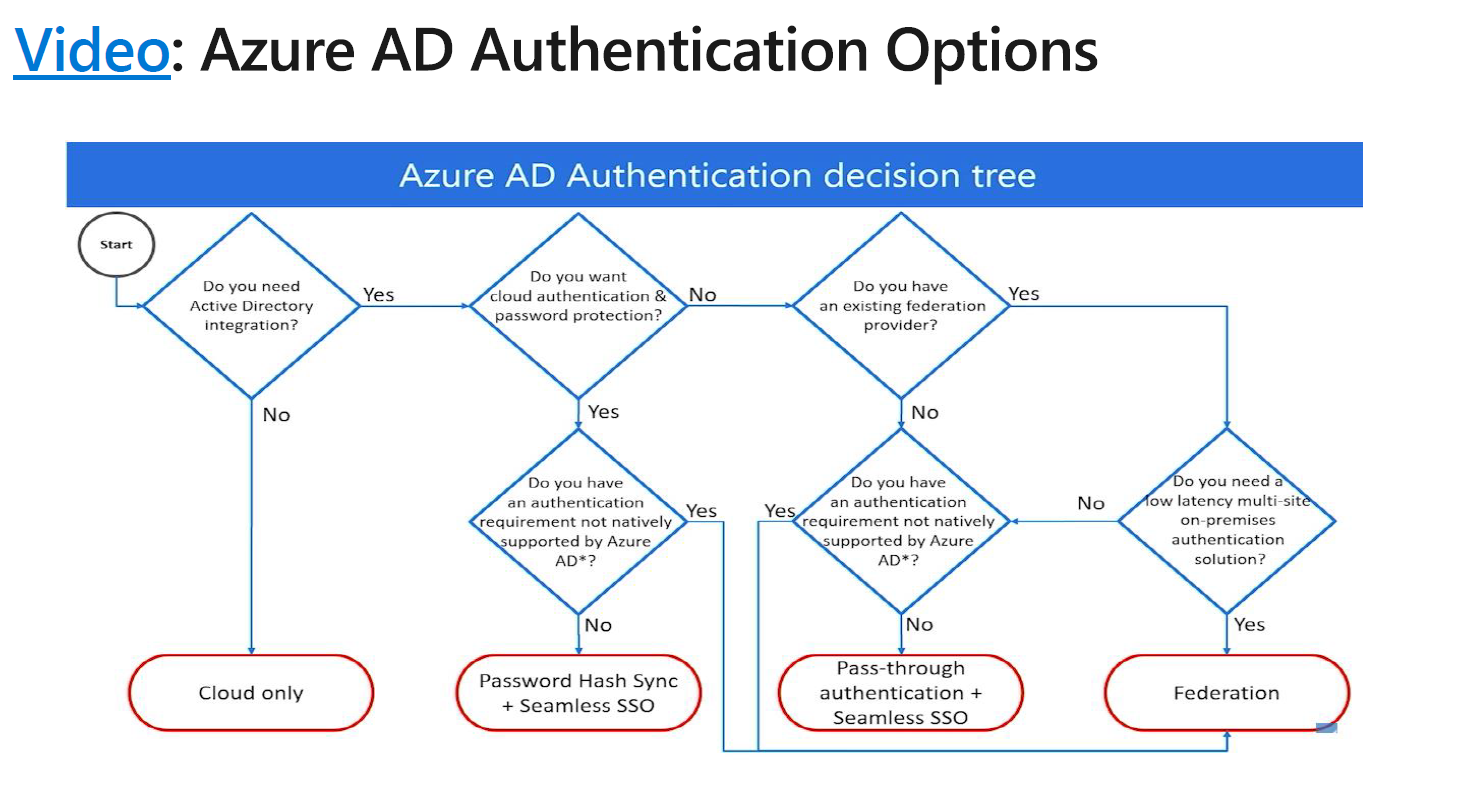 Video: Azure AD Authentication Options
Azure AD Authentication decision tree
Start
Do you need
Active Directory
integration?
Yes
No
Do you want
cloud authentication &
password protection?
No
Yes
Do you have
an existing federation
provider?
Yes
No
Do you have
an authentication
requirement not natively
supported by Azure
AD*?
Yes
No
Do you have
an authentication
requirement not natively
supported by Azure
AD*?
Yes
No
Do you need a
low latency multi-site
on-premises
authentication
solution?
No
Yes
Cloud only
Password Hash Sync
+ Seamless SSO
Pass-through
authentication +
Seamless SSO
Federation